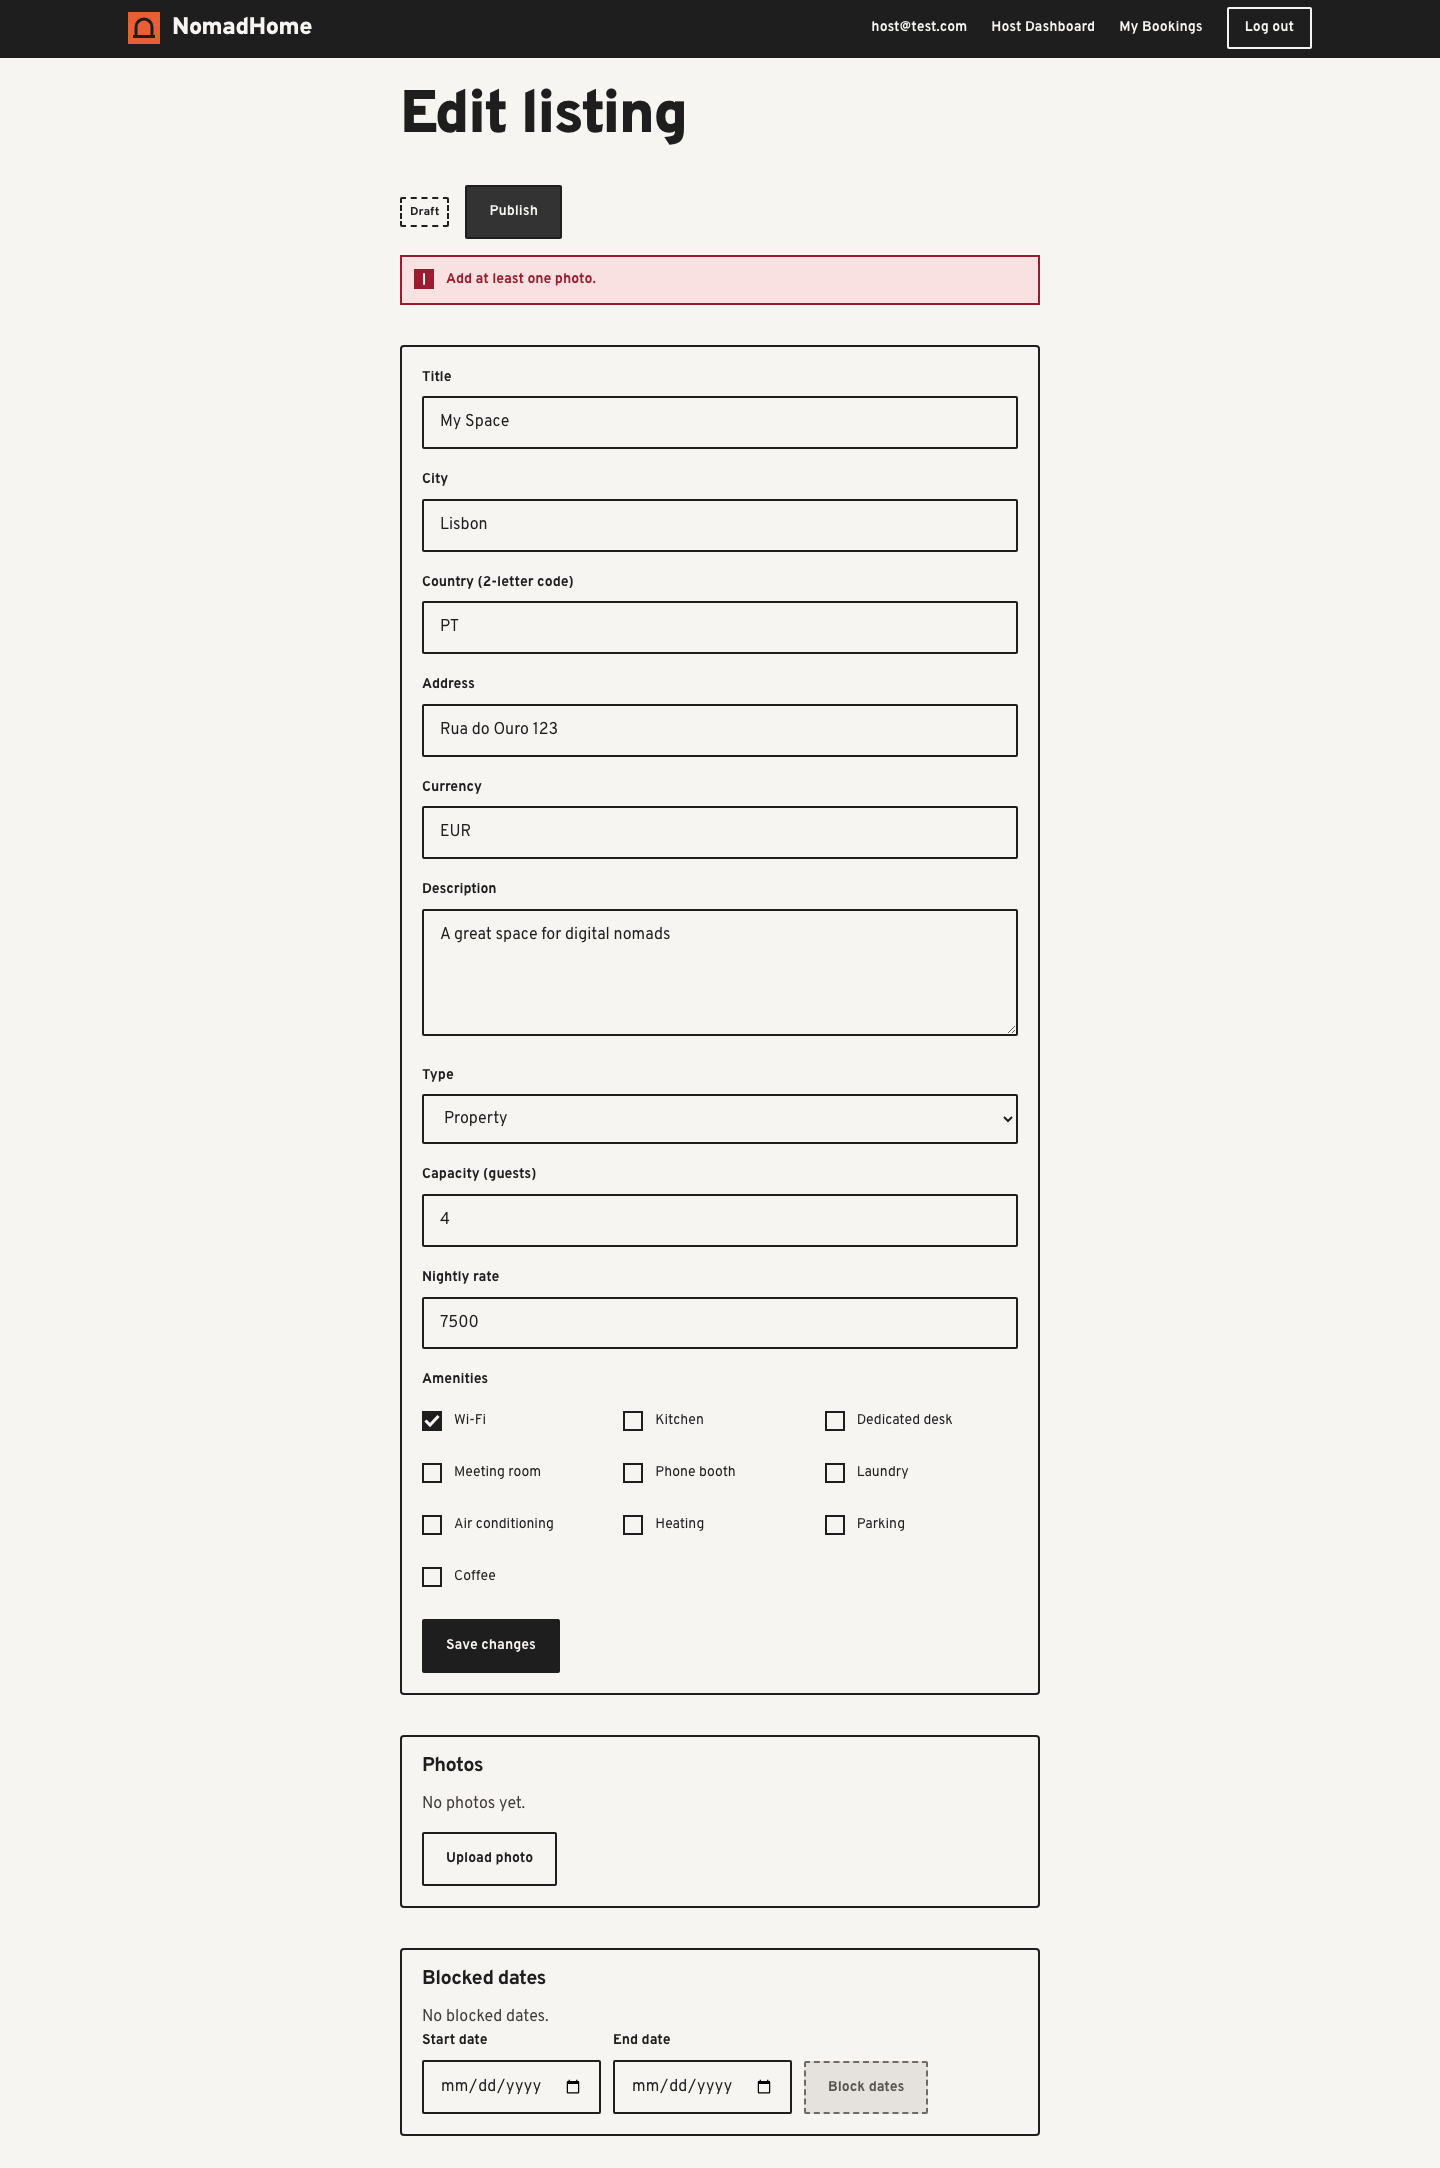 NomadHome
host@test.com Host Dashboard My Bookings Log out
Edit listing
Draft Publish
! Add at least one photo.
Title
My Space
City
Lisbon
Country (2-letter code)
PT
Address
Rua do Ouro 123
Currency
EUR
Description
A great space for digital nomads
Type
Property
Capacity (guests)
4
Nightly rate
7500
Amenities
Wi-Fi Kitchen Dedicated desk
Meeting room Phone booth Laundry
Air conditioning Heating Parking
Coffee
Save changes
Photos
No photos yet.
Upload photo
Blocked dates
No blocked dates.
Start date End date
mm/dd/yyyy mm/dd/yyyy Block dates